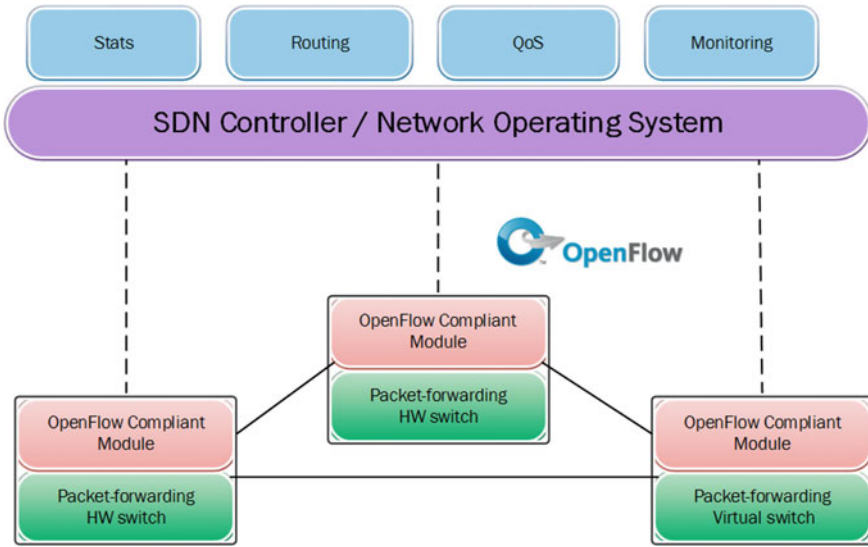 Stats
Routing
QoS
Monitoring
SDN Controller / Network Operating System
OpenFlow
™
OpenFlow Compliant
Module
Packet-forwarding
HW switch
OpenFlow Compliant
Module
Packet-forwarding
HW switch
OpenFlow Compliant
Module
Packet-forwarding
Virtual switch